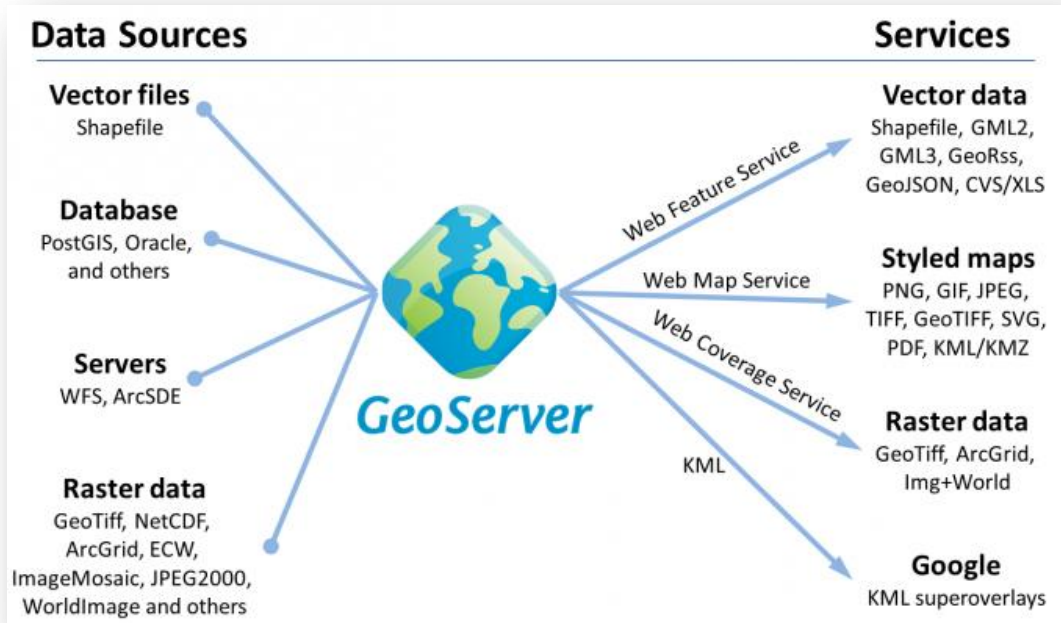 Data Sources
Services
Vector files
Shapefile
Database
PostGIS, Oracle,
and others
Servers
WFS, ArcSDE
Raster data
GeoTiff, NetCDF,
ArcGrid, ECW,
ImageMosaic, JPEG2000,
WorldImage and others
GeoServer
Web Feature Service
Web Map Service
Web Coverage Service
KML
Vector data
Shapefile, GML2,
GML3, GeoRss,
GeoJSON, CVS/XLS
Styled maps
PNG, GIF, JPEG,
TIFF, GeoTIFF, SVG,
PDF, KML/KMZ
Raster data
GeoTiff, ArcGrid,
Img+World
Google
KML superoverlays